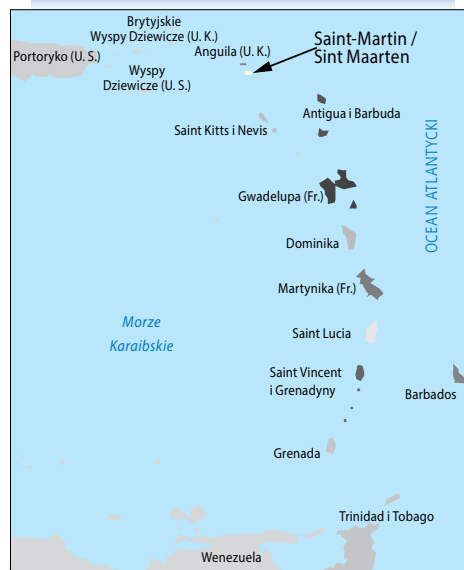 Brytyjskie
Wyspy Dziewicze (U. K.)
Portoryko (U. S.)
Anguila (U. K.)
Saint-Martin /
Sint Maarten
Wyspy
Dziewicze (U. S.)
Antigua i Barbuda
Saint Kitts i Nevis
OCEAN ATLANTYCKI
Gwadelupa (Fr.)
Dominika
Martynika (Fr.)
Morze
Karaibskie
Saint Lucia
Saint Vincent
i Grenadyny
Barbados
Grenada
Trinidad i Tobago
Wenezuela